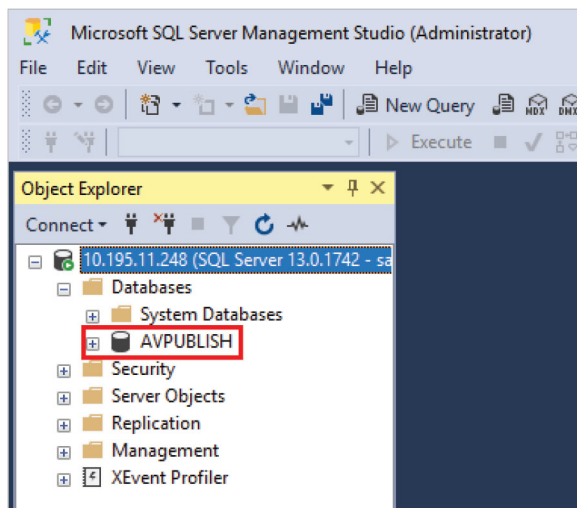 Microsoft SQL Server Management Studio (Administrator)
File Edit View Tools Window Help
New Query MDX DMX
Execute
Object Explorer
Connect
10.195.11.248 (SQL Server 13.0.1742 - sa
Databases
System Databases
AVPUBLISH
Security
Server Objects
Replication
Management
XEvent Profiler